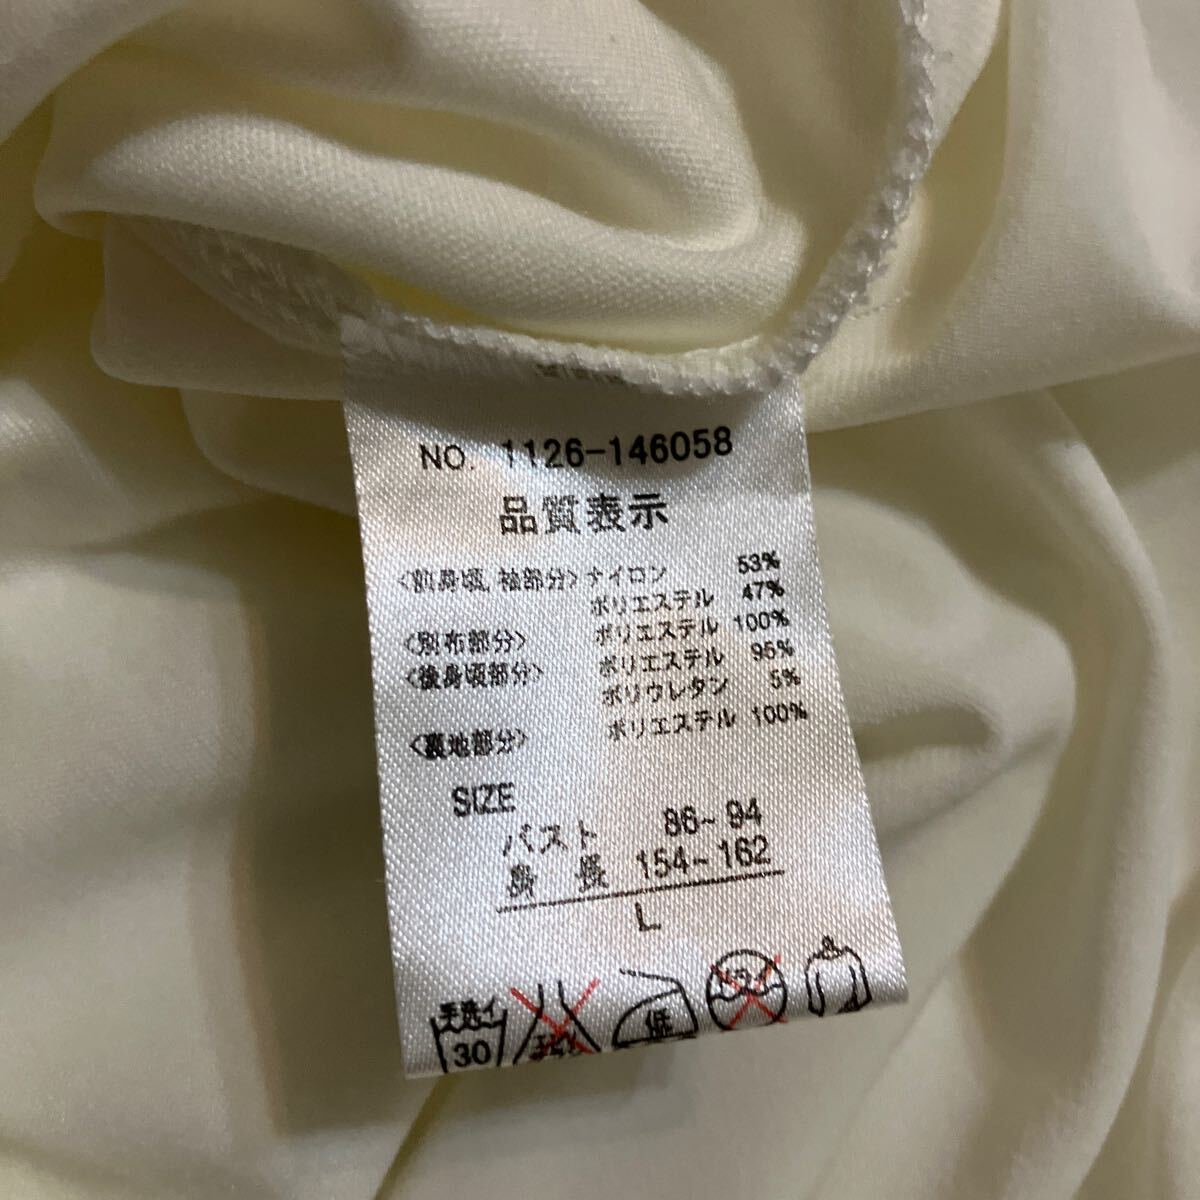 NO. 1126-146058
品質表示
<前身頃,袖部分>ナイロン 53%
ポリエステル 47%
<別布部分> ポリエステル 100%
<後身頃部分> ポリエステル 95%
ポリウレタン 5%
<裏地部分> ポリエステル 100%
SIZE
バスト 86~94
身長 154~162
L
手洗イ
30
低